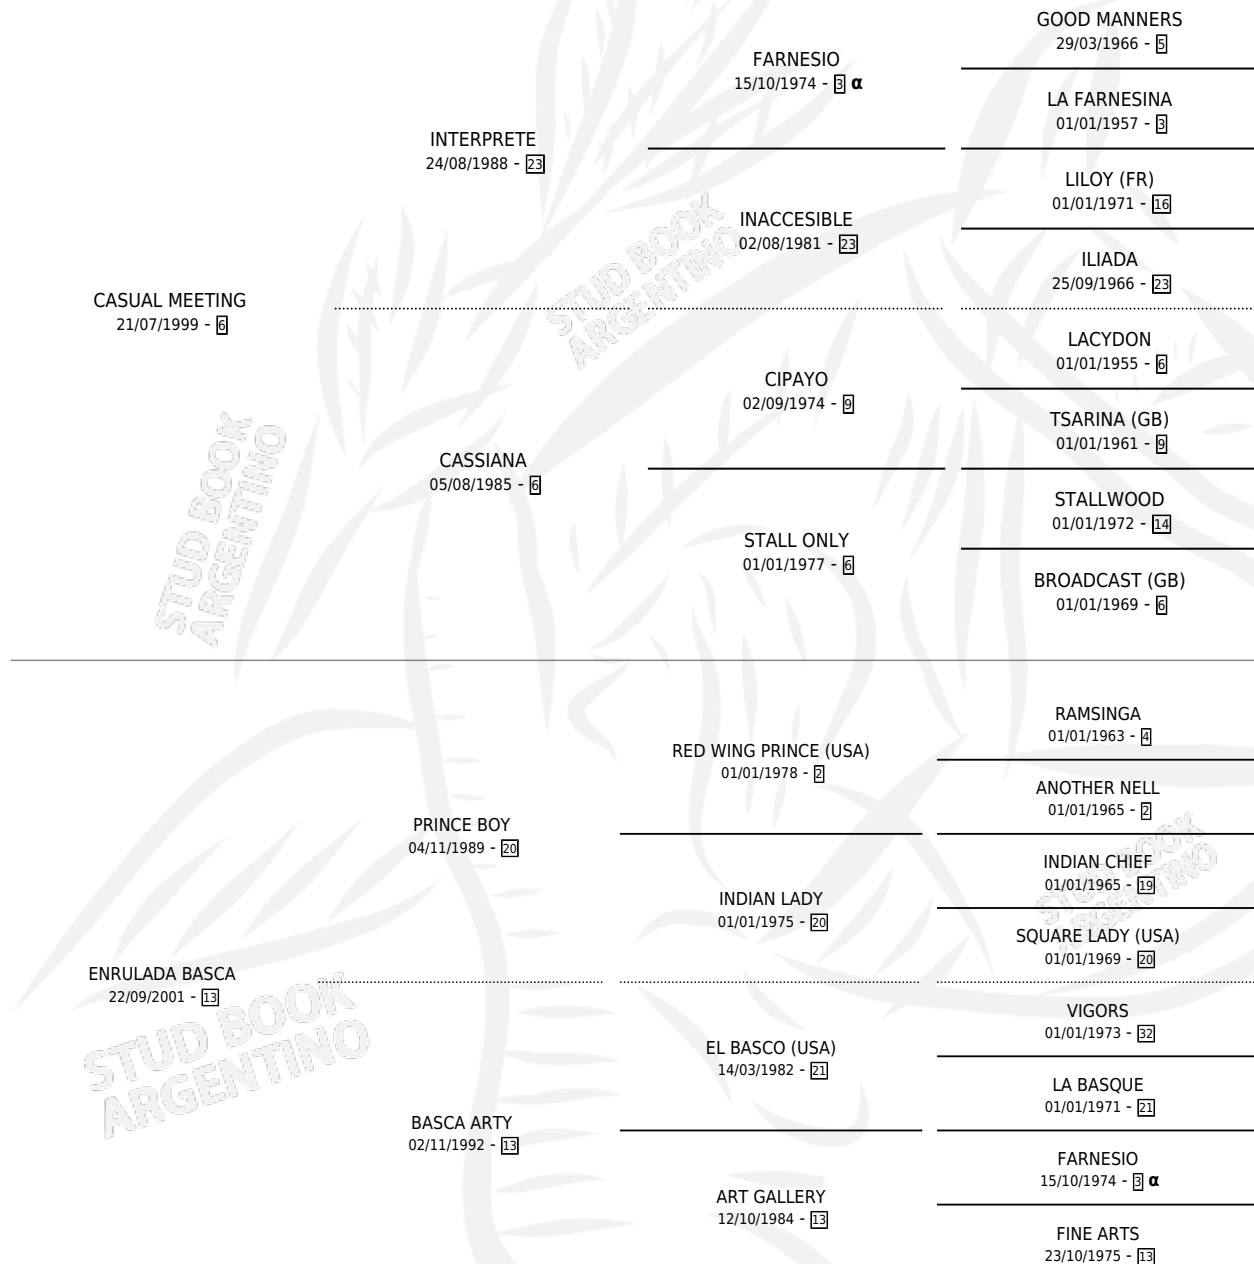 GOOD MANNERS
29/03/1966 - 5
FARNESIO
15/10/1974 - 3 α
LA FARNESINA
01/01/1957 - 3
INTERPRETE
24/08/1988 - 23
LILOY (FR)
01/01/1971 - 16
INACCESIBLE
02/08/1981 - 23
ILIADA
25/09/1966 - 23
CASUAL MEETING
21/07/1999 - 6
STUD BOOK
ARGENTINO
LACYDON
01/01/1955 - 6
CIPAYO
02/09/1974 - 9
TSARINA (GB)
01/01/1961 - 9
CASSIANA
05/08/1985 - 6
STUD BOOK
ARGENTINO
STALLWOOD
01/01/1972 - 14
STALL ONLY
01/01/1977 - 6
BROADCAST (GB)
01/01/1969 - 6
RAMSINGA
01/01/1963 - 4
RED WING PRINCE (USA)
01/01/1978 - 2
ANOTHER NELL
01/01/1965 - 2
PRINCE BOY
04/11/1989 - 20
INDIAN CHIEF
01/01/1965 - 19
STUD BOOK
ARGENTINO
INDIAN LADY
01/01/1975 - 20
SQUARE LADY (USA)
01/01/1969 - 20
ENRULADA BASCA
22/09/2001 - 13
STUD BOOK
ARGENTINO
VIGORS
01/01/1973 - 32
EL BASCO (USA)
14/03/1982 - 21
LA BASQUE
01/01/1971 - 21
BASCA ARTY
02/11/1992 - 13
FARNESIO
15/10/1974 - 3 α
ART GALLERY
12/10/1984 - 13
FINE ARTS
23/10/1975 - 13